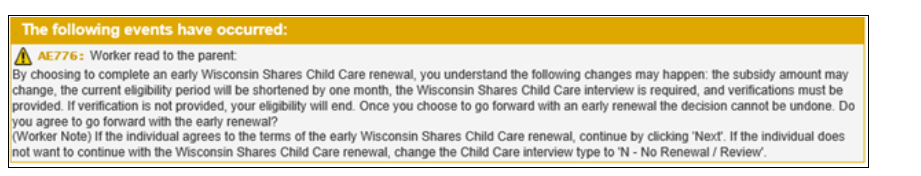 The following events have occurred:
AE776: Worker read to the parent:
By choosing to complete an early Wisconsin Shares Child Care renewal, you understand the following changes may happen: the subsidy amount may
change, the current eligibility period will be shortened by one month, the Wisconsin Shares Child Care interview is required, and verifications must be
provided. If verification is not provided, your eligibility will end. Once you choose to go forward with an early renewal the decision cannot be undone. Do
you agree to go forward with the early renewal?
(Worker Note) If the individual agrees to the terms of the early Wisconsin Shares Child Care renewal, continue by clicking 'Next'. If the individual does
not want to continue with the Wisconsin Shares Child Care renewal, change the Child Care interview type to 'N - No Renewal / Review'.